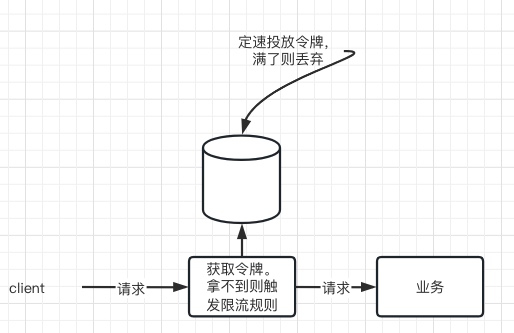 定速投放令牌，
满了则丢弃
获取令牌。
拿不到则触
发限流规则
client
请求
请求
业务